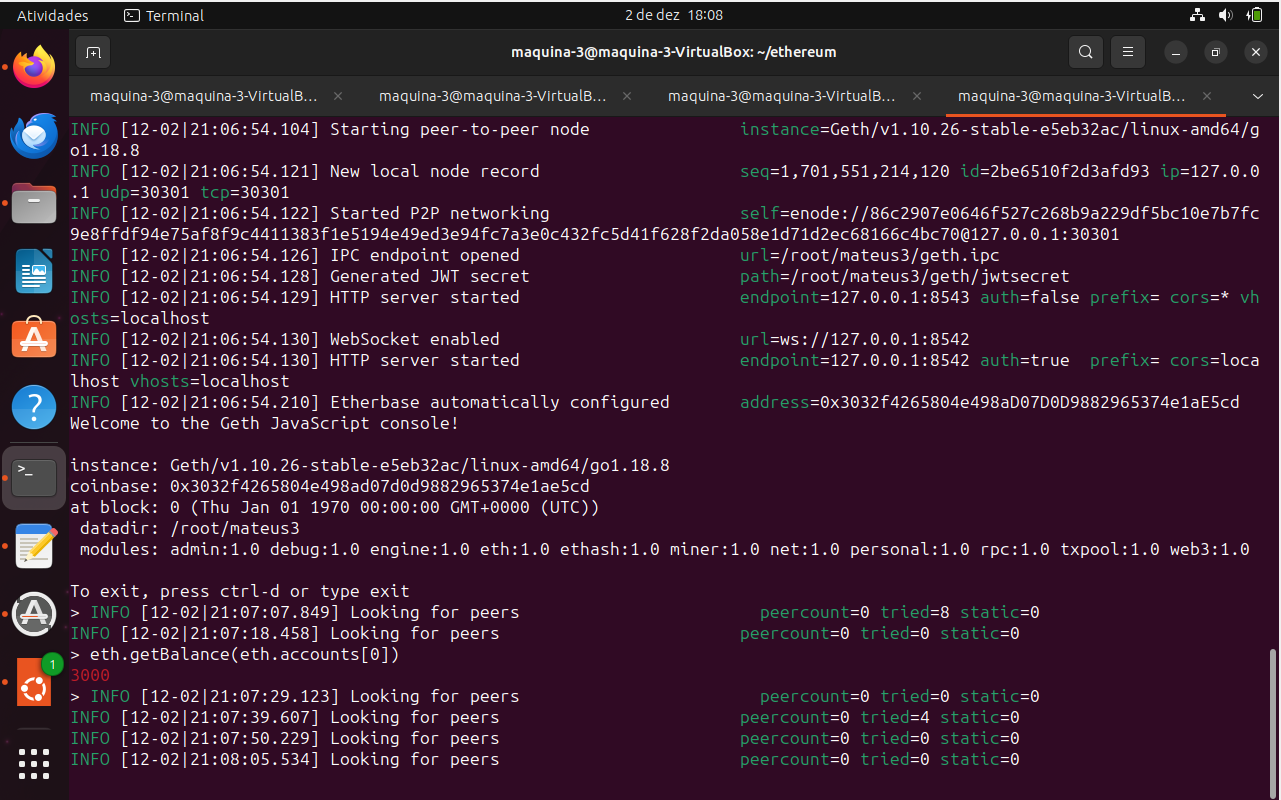 Atividades
Terminal
2 de dez 18:08
maquina-3@maquina-3-VirtualBox: ~/ethereum
maquina-3@maquina-3-VirtualB...
maquina-3@maquina-3-VirtualB...
maquina-3@maquina-3-VirtualB...
maquina-3@maquina-3-VirtualB...
INFO [12-02|21:06:54.104] Starting peer-to-peer node instance=Geth/v1.10.26-stable-e5eb32ac/linux-amd64/g
o1.18.8
INFO [12-02|21:06:54.121] New local node record seq=1,701,551,214,120 id=2be6510f2d3afd93 ip=127.0.0
.1 udp=30301 tcp=30301
INFO [12-02|21:06:54.122] Started P2P networking self=enode://86c2907e0646f527c268b9a229df5bc10e7b7fc
9e8ffdf94e75af8f9c4411383f1e5194e49ed3e94fc7a3e0c432fc5d41f628f2da058e1d71d2ec68166c4bc70@127.0.0.1:30301
INFO [12-02|21:06:54.126] IPC endpoint opened url=/root/mateus3/geth.ipc
INFO [12-02|21:06:54.128] Generated JWT secret path=/root/mateus3/geth/jwtsecret
INFO [12-02|21:06:54.129] HTTP server started endpoint=127.0.0.1:8543 auth=false prefix= cors=* vh
osts=localhost
INFO [12-02|21:06:54.130] WebSocket enabled url=ws://127.0.0.1:8542
INFO [12-02|21:06:54.130] HTTP server started endpoint=127.0.0.1:8542 auth=true  prefix= cors=loca
lhost vhosts=localhost
INFO [12-02|21:06:54.210] Etherbase automatically configured address=0x3032f4265804e498aD07D0D9882965374e1aE5cd
Welcome to the Geth JavaScript console!
instance: Geth/v1.10.26-stable-e5eb32ac/linux-amd64/go1.18.8
coinbase: 0x3032f4265804e498ad07d0d9882965374e1ae5cd
at block: 0 (Thu Jan 01 1970 00:00:00 GMT+0000 (UTC))
datadir: /root/mateus3
modules: admin:1.0 debug:1.0 engine:1.0 eth:1.0 ethash:1.0 miner:1.0 net:1.0 personal:1.0 rpc:1.0 txpool:1.0 web3:1.0
To exit, press ctrl-d or type exit
> INFO [12-02|21:07:07.849] Looking for peers peercount=0 tried=8 static=0
INFO [12-02|21:07:18.458] Looking for peers peercount=0 tried=0 static=0
> eth.getBalance(eth.accounts[0])
3000
> INFO [12-02|21:07:29.123] Looking for peers peercount=0 tried=0 static=0
INFO [12-02|21:07:39.607] Looking for peers peercount=0 tried=4 static=0
INFO [12-02|21:07:50.229] Looking for peers peercount=0 tried=0 static=0
INFO [12-02|21:08:05.534] Looking for peers peercount=0 tried=0 static=0
1